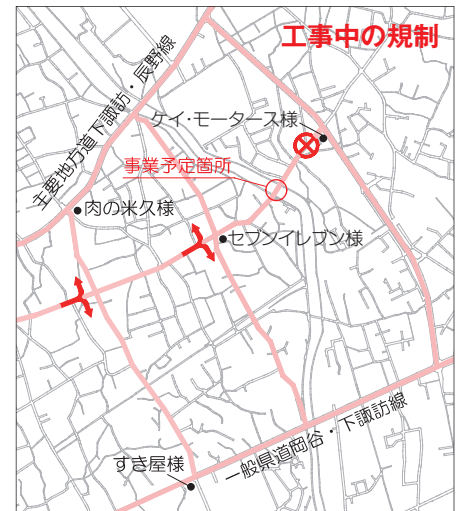 工事中の規制
主要地方道下諏訪・辰野線
ケイ・モータース様
事業予定箇所
肉の米久様
セブンイレブン様
一般県道岡谷・下諏訪線
すき屋様